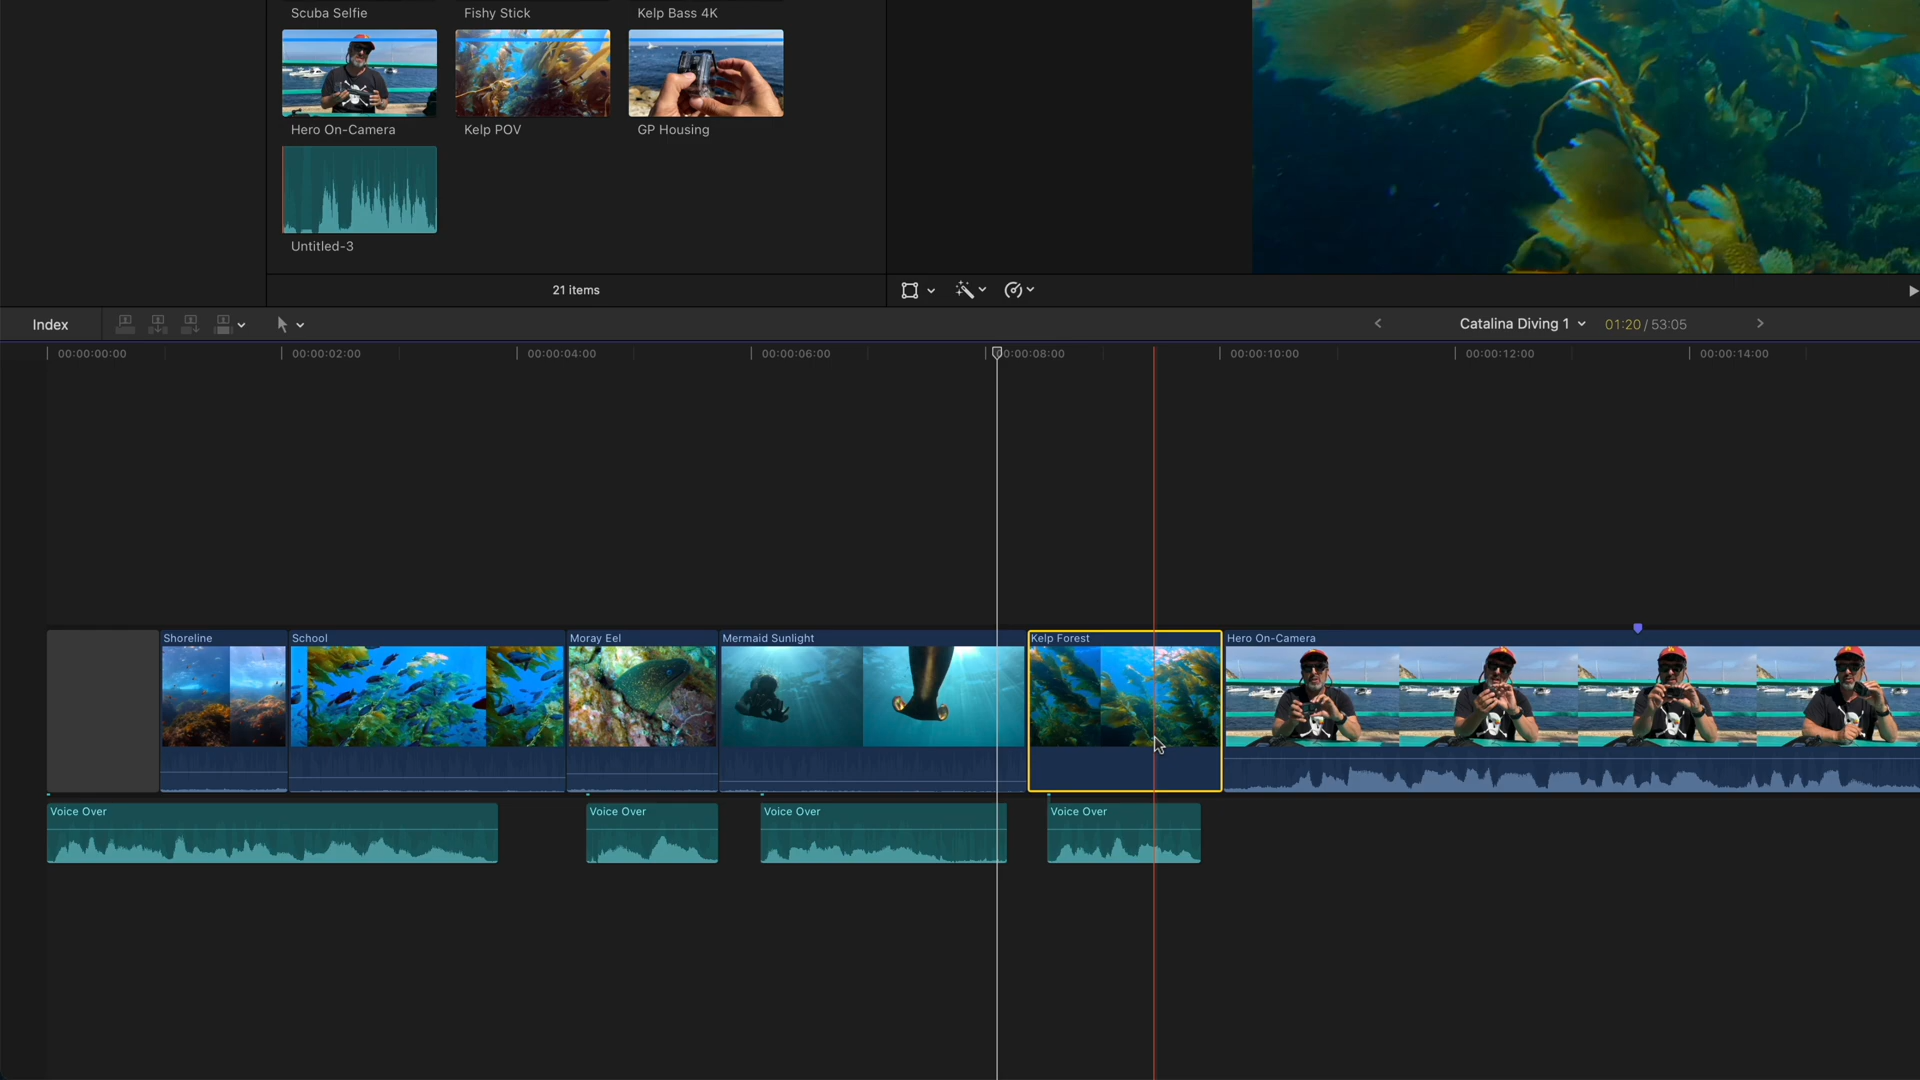 Scuba Selfie
Fishy Stick
Kelp Bass 4K
Hero On-Camera
Kelp POV
GP Housing
Untitled-3
21 items
Index
Catalina Diving 1
01:20 / 53:05
00:00:00:00
00:00:02:00
00:00:04:00
00:00:06:00
00:00:08:00
00:00:10:00
00:00:12:00
00:00:14:00
Shoreline
School
Moray Eel
Mermaid Sunlight
Kelp Forest
Hero On-Camera
Voice Over
Voice Over
Voice Over
Voice Over